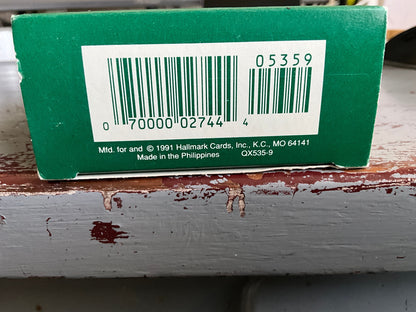 05359
0 70000 02744 4
Mfd. for and © 1991 Hallmark Cards, Inc., K.C., MO 64141
Made in the Philippines QX535-9